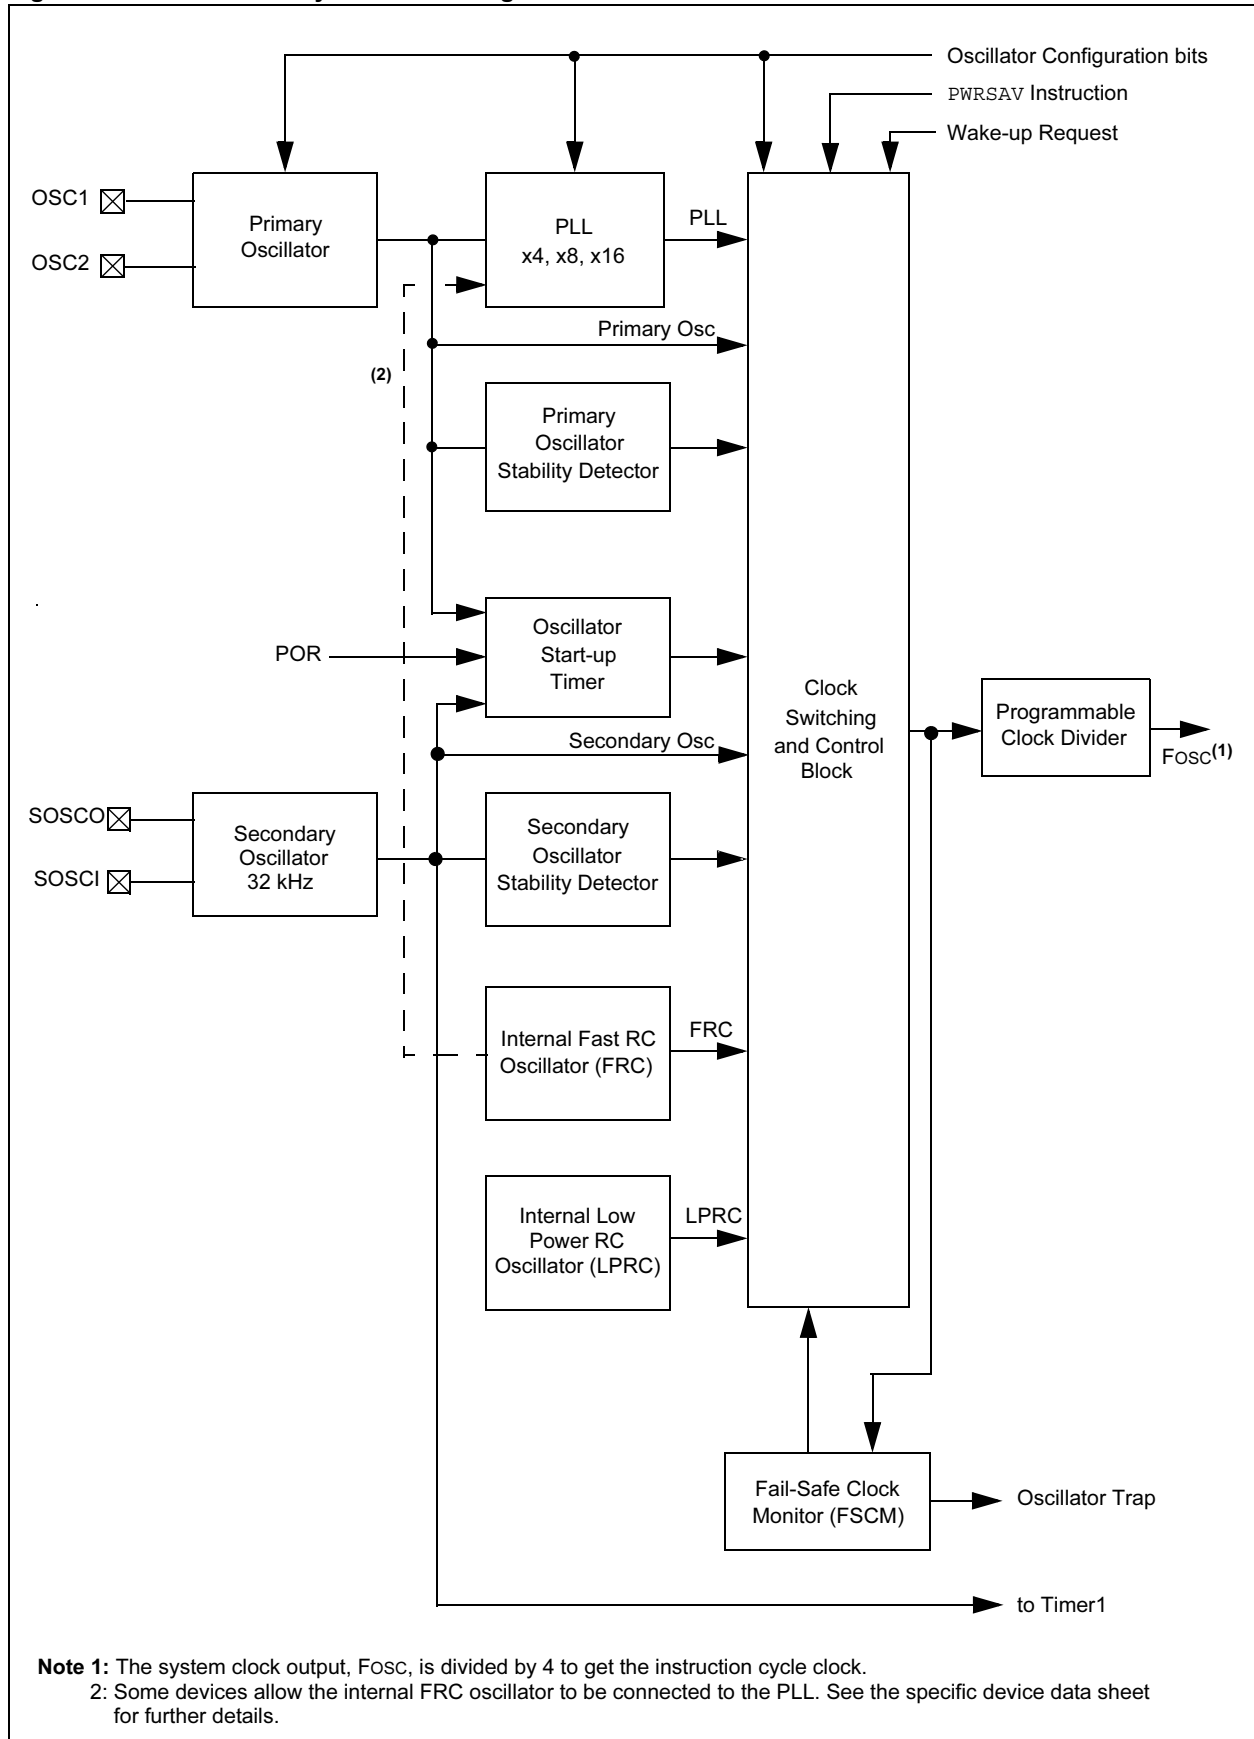 Oscillator Configuration bits
PWRSAV Instruction
Wake-up Request
OSC1
OSC2
Primary
Oscillator
PLL
x4, x8, x16
PLL
Primary Osc
(2)
Primary
Oscillator
Stability Detector
POR
Oscillator
Start-up
Timer
Secondary Osc
Clock
Switching
and Control
Block
Programmable
Clock Divider
FOSC(1)
SOSCO
SOSCI
Secondary
Oscillator
32 kHz
Secondary
Oscillator
Stability Detector
Internal Fast RC
Oscillator (FRC)
FRC
Internal Low
Power RC
Oscillator (LPRC)
LPRC
Fail-Safe Clock
Monitor (FSCM)
Oscillator Trap
to Timer1
Note 1: The system clock output, FOSC, is divided by 4 to get the instruction cycle clock.
2: Some devices allow the internal FRC oscillator to be connected to the PLL. See the specific device data sheet
for further details.